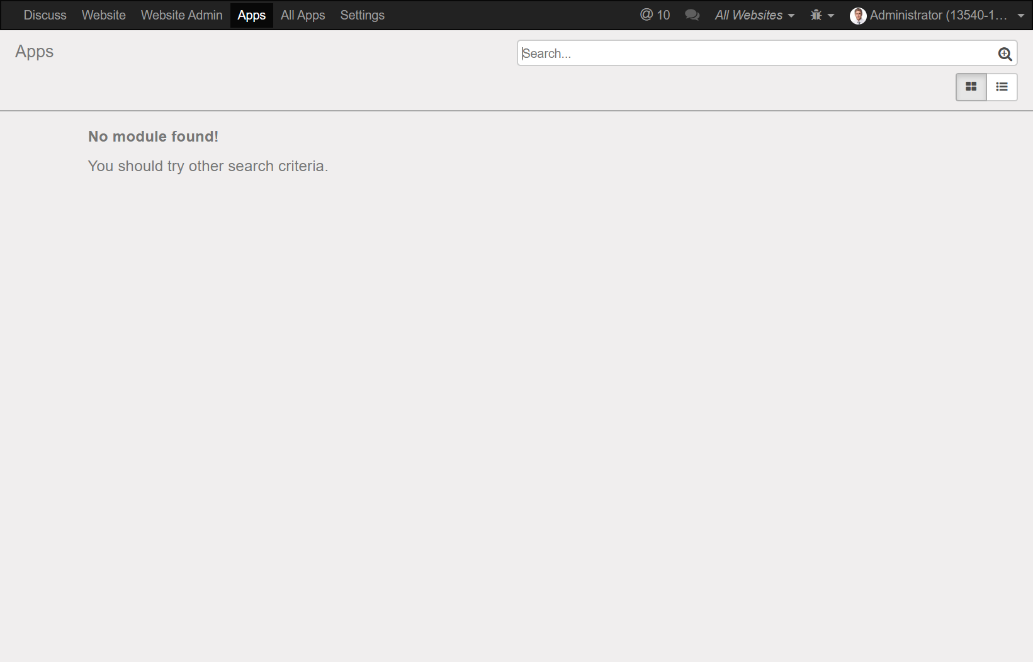 Discuss Website Website Admin Apps All Apps Settings @ 10 All Websites Administrator (13540-1...
Apps
Search...
No module found!
You should try other search criteria.